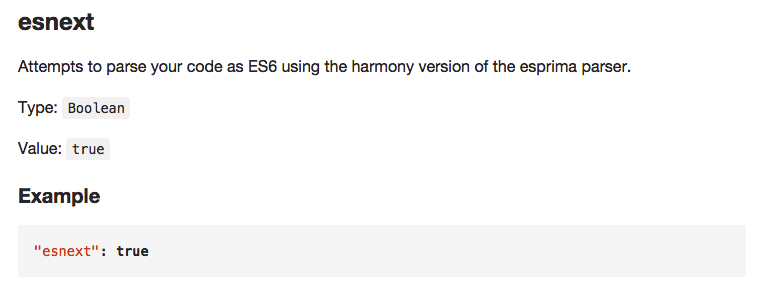 esnext
Attempts to parse your code as ES6 using the harmony version of the esprima parser.
Type: Boolean
Value: true
Example
"esnext": true